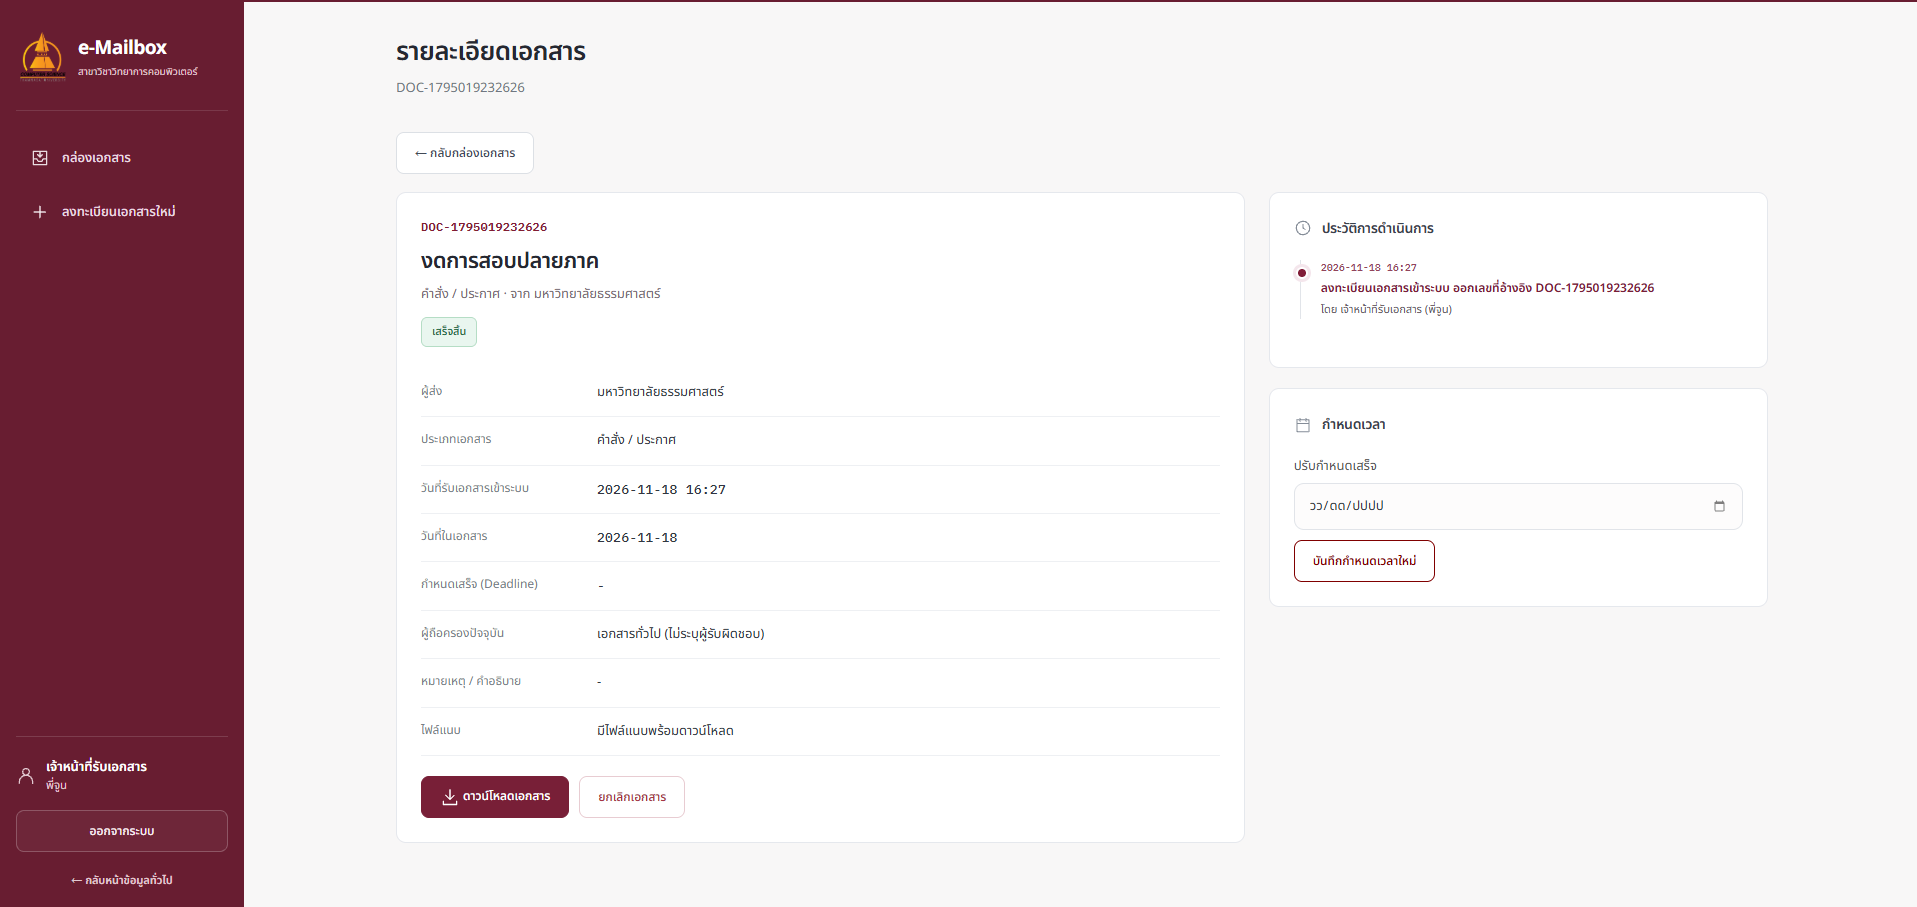 e-Mailbox
สาขาวิชาวิทยาการคอมพิวเตอร์
กล่องเอกสาร
ลงทะเบียนเอกสารใหม่
เจ้าหน้าที่รับเอกสาร
พี่จูน
ออกจากระบบ
← กลับหน้าข้อมูลทั่วไป
รายละเอียดเอกสาร
DOC-1795019232626
← กลับกล่องเอกสาร
DOC-1795019232626
งดการสอบปลายภาค
คำสั่ง / ประกาศ · จาก มหาวิทยาลัยธรรมศาสตร์
เสร็จสิ้น
ผู้ส่ง มหาวิทยาลัยธรรมศาสตร์
ประเภทเอกสาร คำสั่ง / ประกาศ
วันที่รับเอกสารเข้าระบบ 2026-11-18 16:27
วันที่ในเอกสาร 2026-11-18
กำหนดเสร็จ (Deadline) -
ผู้ถือครองปัจจุบัน เอกสารทั่วไป (ไม่ระบุผู้รับผิดชอบ)
หมายเหตุ / คำอธิบาย -
ไฟล์แนบ มีไฟล์แนบพร้อมดาวน์โหลด
ดาวน์โหลดเอกสาร
ยกเลิกเอกสาร
ประวัติการดำเนินการ
2026-11-18 16:27
ลงทะเบียนเอกสารเข้าระบบ ออกเลขที่อ้างอิง DOC-1795019232626
โดย เจ้าหน้าที่รับเอกสาร (พี่จูน)
กำหนดเวลา
ปรับกำหนดเสร็จ
วว/ดด/ปปปป
บันทึกกำหนดเวลาใหม่